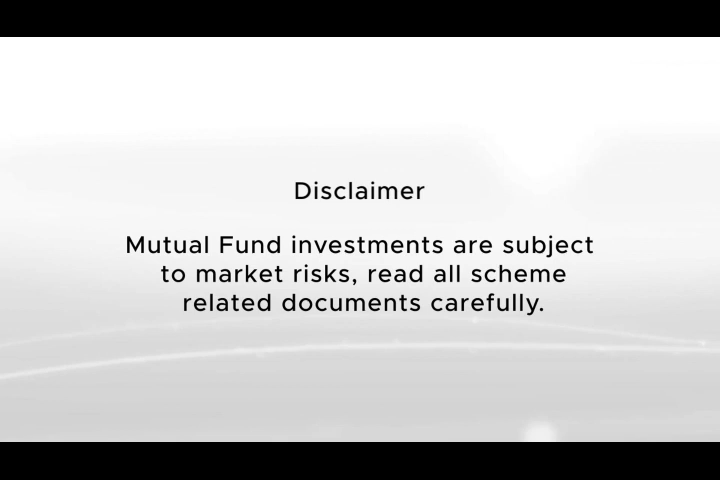 Disclaimer
Mutual Fund investments are subject
to market risks, read all scheme
related documents carefully.